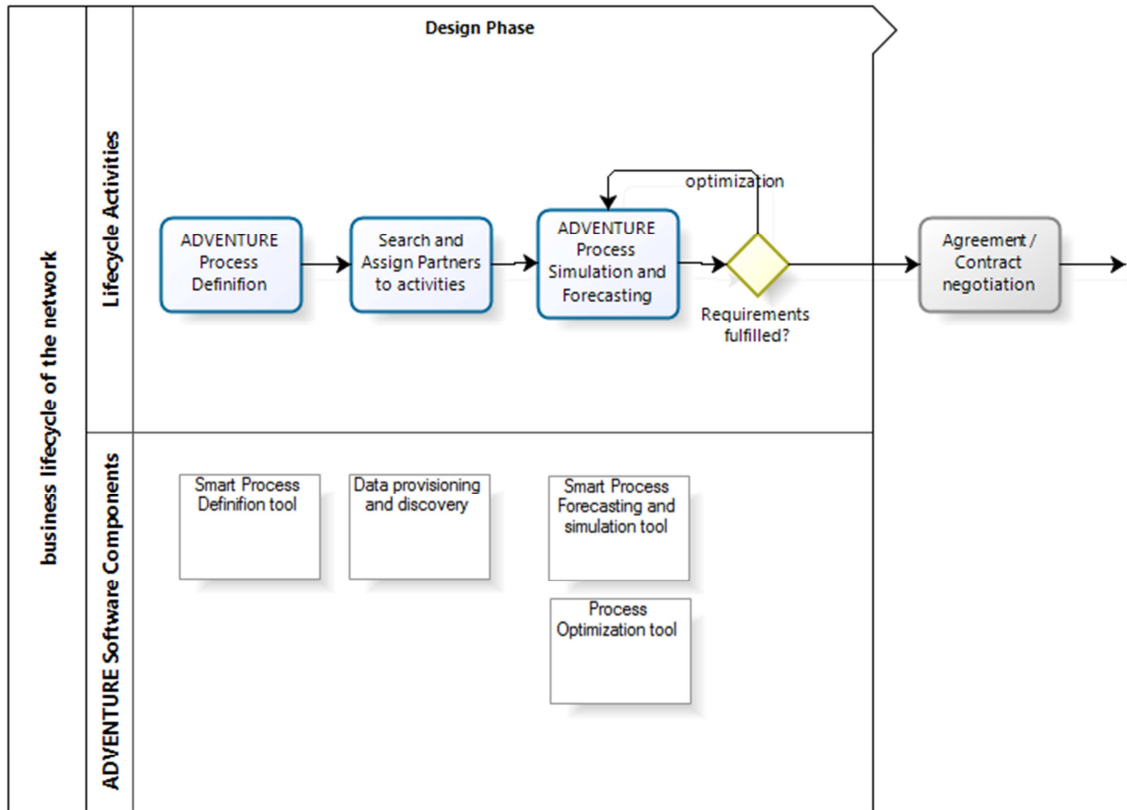 Design Phase
business lifecycle of the network
Lifecycle Activities
optimization
ADVENTURE
Process
Definifion
Search and
Assign Partners
to activities
ADVENTURE
Process
Simulation and
Forecasting
Requirements
fulfilled?
Agreement /
Contract
negotiation
ADVENTURE Software Components
Smart Process
Definifion tool
Data provisioning
and discovery
Smart Process
Forecasting and
simulation tool
Process
Optimization tool